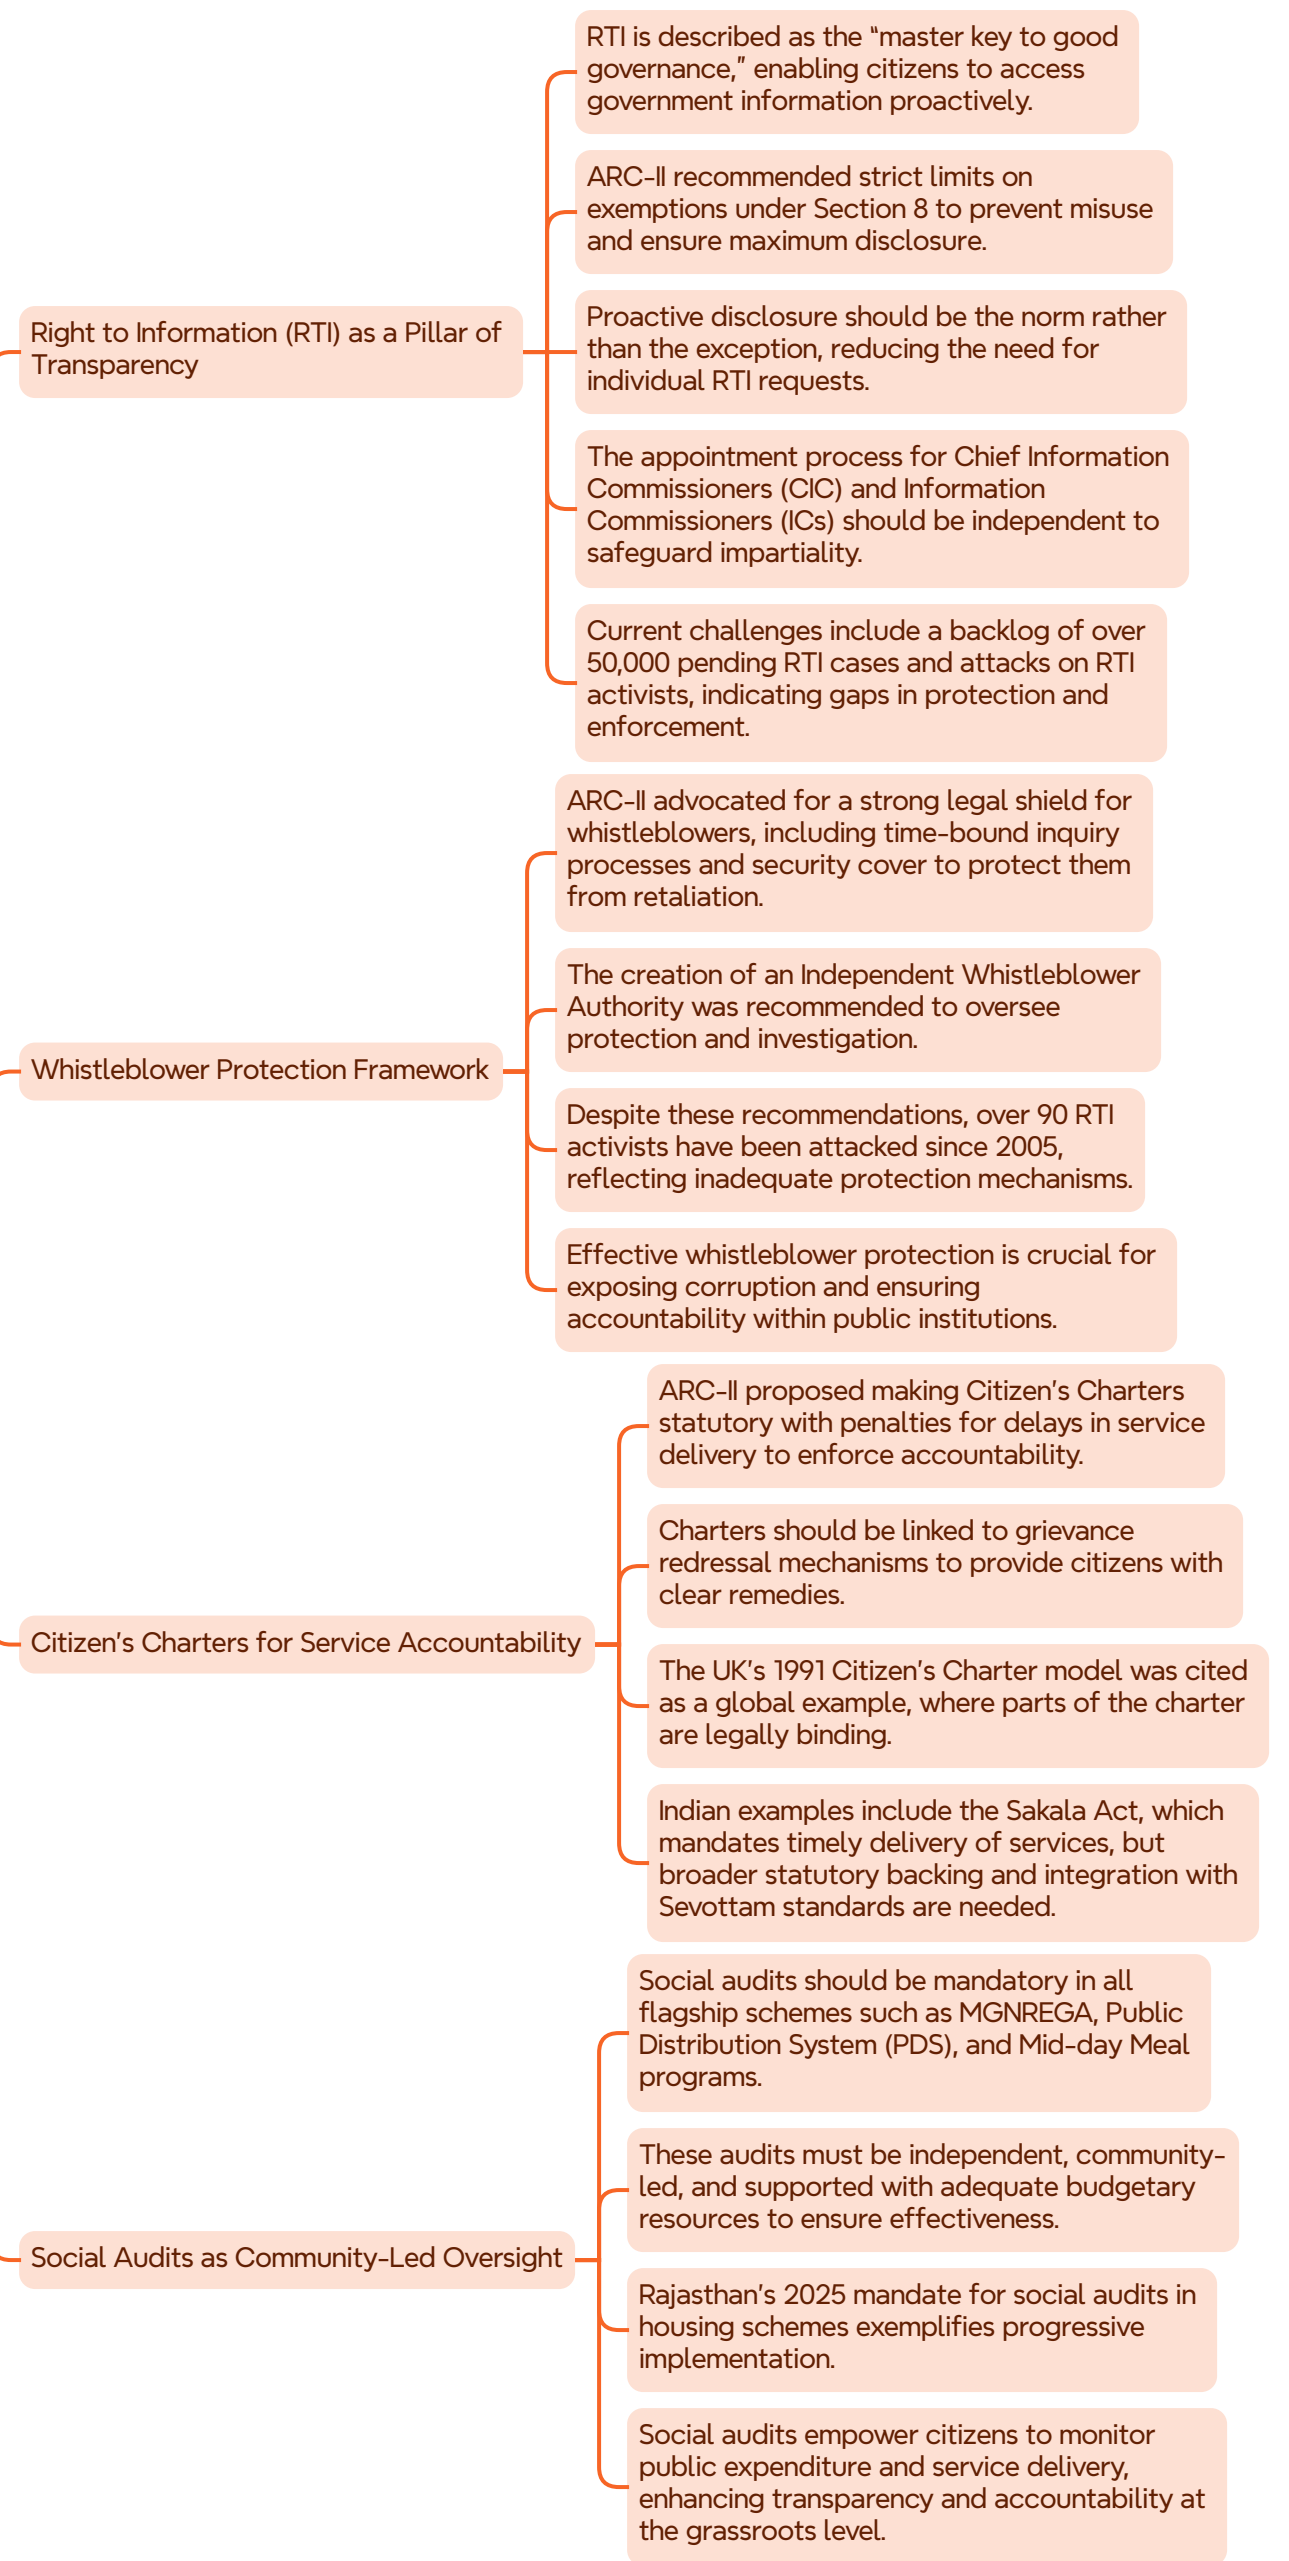 RTI is described as the “master key to good
governance,” enabling citizens to access
government information proactively.
ARC-II recommended strict limits on
exemptions under Section 8 to prevent misuse
and ensure maximum disclosure.
Right to Information (RTI) as a Pillar of
Transparency
Proactive disclosure should be the norm rather
than the exception, reducing the need for
individual RTI requests.
The appointment process for Chief Information
Commissioners (CIC) and Information
Commissioners (ICs) should be independent to
safeguard impartiality.
Current challenges include a backlog of over
50,000 pending RTI cases and attacks on RTI
activists, indicating gaps in protection and
enforcement.
ARC-II advocated for a strong legal shield for
whistleblowers, including time-bound inquiry
processes and security cover to protect them
from retaliation.
The creation of an Independent Whistleblower
Authority was recommended to oversee
protection and investigation.
Whistleblower Protection Framework
Despite these recommendations, over 90 RTI
activists have been attacked since 2005,
reflecting inadequate protection mechanisms.
Effective whistleblower protection is crucial for
exposing corruption and ensuring
accountability within public institutions.
ARC-II proposed making Citizen’s Charters
statutory with penalties for delays in service
delivery to enforce accountability.
Charters should be linked to grievance
redressal mechanisms to provide citizens with
clear remedies.
Citizen’s Charters for Service Accountability
The UK’s 1991 Citizen’s Charter model was cited
as a global example, where parts of the charter
are legally binding.
Indian examples include the Sakala Act, which
mandates timely delivery of services, but
broader statutory backing and integration with
Sevottam standards are needed.
Social audits should be mandatory in all
flagship schemes such as MGNREGA, Public
Distribution System (PDS), and Mid-day Meal
programs.
These audits must be independent, community-
led, and supported with adequate budgetary
resources to ensure effectiveness.
Social Audits as Community-Led Oversight
Rajasthan’s 2025 mandate for social audits in
housing schemes exemplifies progressive
implementation.
Social audits empower citizens to monitor
public expenditure and service delivery,
enhancing transparency and accountability at
the grassroots level.